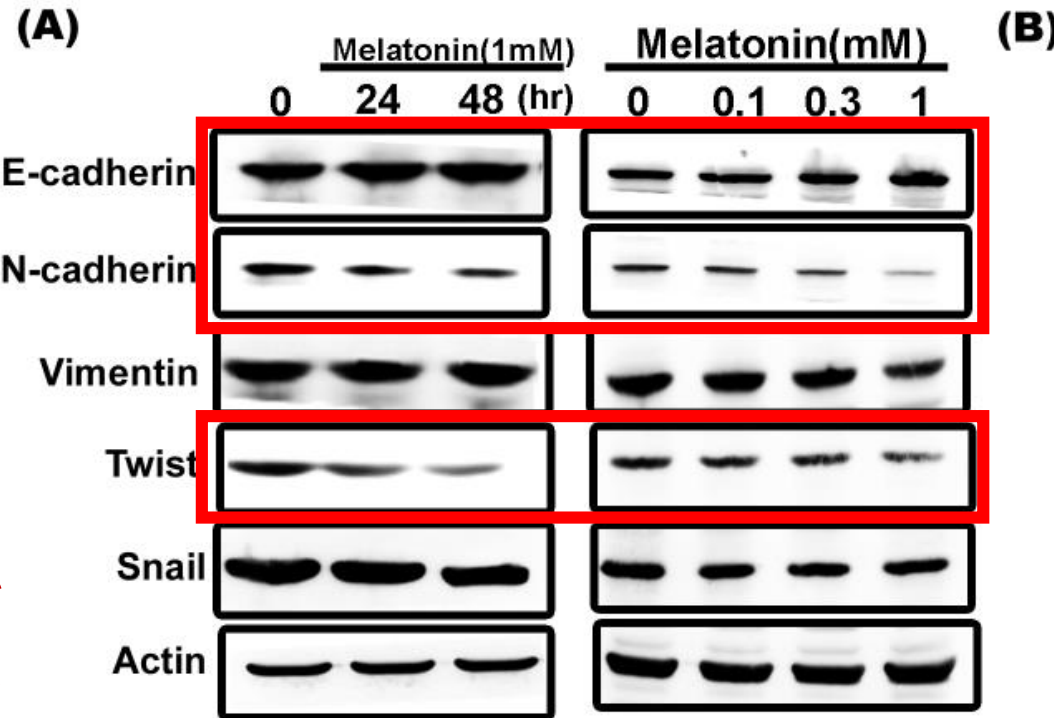 (A)
Melatonin(1mM)
Melatonin(mM)
(B)
0 24 48 (hr)
0 0.1 0.3 1
E-cadherin
N-cadherin
Vimentin
Twist
Snail
Actin